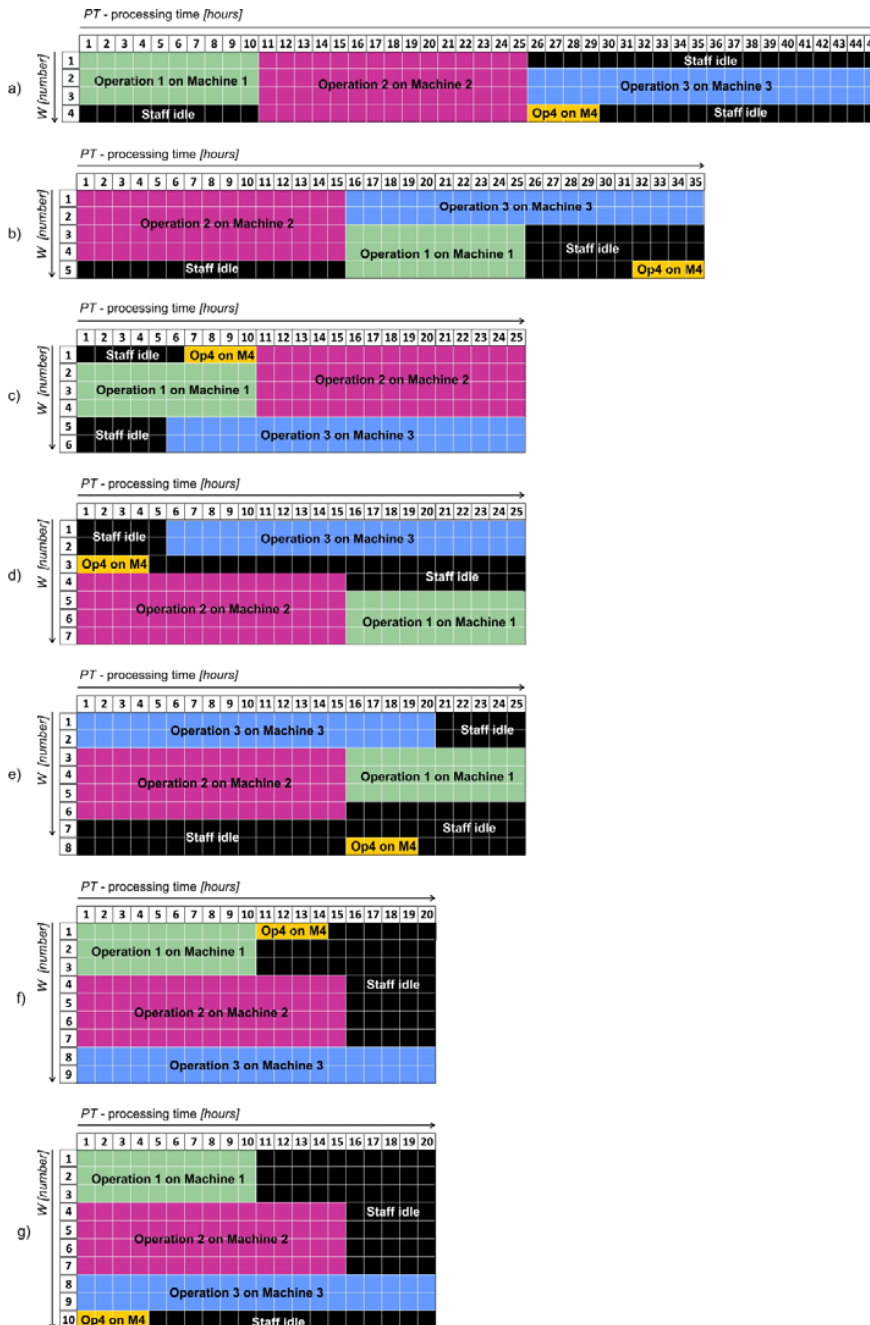 PT - processing time [hours]
1 2 3 4 5 6 7 8 9 10 11 12 13 14 15 16 17 18 19 20 21 22 23 24 25 26 27 28 29 30 31 32 33 34 35 36 37 38 39 40 41 42 43 44
W [number]
a)
1 Staff idle
2 Operation 1 on Machine 1 Operation 2 on Machine 2 Operation 3 on Machine 3
3
4 Staff idle Op4 on M4 Staff idle
PT - processing time [hours]
1 2 3 4 5 6 7 8 9 10 11 12 13 14 15 16 17 18 19 20 21 22 23 24 25 26 27 28 29 30 31 32 33 34 35
W [number]
b)
1 Operation 3 on Machine 3
2 Operation 2 on Machine 2
3 Staff idle
4 Operation 1 on Machine 1
5 Staff idle Op4 on M4
PT - processing time [hours]
1 2 3 4 5 6 7 8 9 10 11 12 13 14 15 16 17 18 19 20 21 22 23 24 25
W [number]
c)
1 Staff idle Op4 on M4
2 Operation 2 on Machine 2
3 Operation 1 on Machine 1
4
5 Staff idle Operation 3 on Machine 3
6
PT - processing time [hours]
1 2 3 4 5 6 7 8 9 10 11 12 13 14 15 16 17 18 19 20 21 22 23 24 25
W [number]
d)
1 Staff idle Operation 3 on Machine 3
2
3 Op4 on M4
4 Staff idle
5 Operation 2 on Machine 2
6 Operation 1 on Machine 1
7
PT - processing time [hours]
1 2 3 4 5 6 7 8 9 10 11 12 13 14 15 16 17 18 19 20 21 22 23 24 25
W [number]
e)
1 Operation 3 on Machine 3 Staff idle
2
3
4 Operation 2 on Machine 2 Operation 1 on Machine 1
5
6
7 Staff idle Staff idle
8 Op4 on M4
PT - processing time [hours]
1 2 3 4 5 6 7 8 9 10 11 12 13 14 15 16 17 18 19 20
W [number]
f)
1 Op4 on M4
2 Operation 1 on Machine 1
3
4 Staff idle
5 Operation 2 on Machine 2
6
7
8 Operation 3 on Machine 3
9
PT - processing time [hours]
1 2 3 4 5 6 7 8 9 10 11 12 13 14 15 16 17 18 19 20
W [number]
g)
1
2 Operation 1 on Machine 1
3
4 Staff idle
5 Operation 2 on Machine 2
6
7
8 Operation 3 on Machine 3
9
10 Op4 on M4 Staff idle